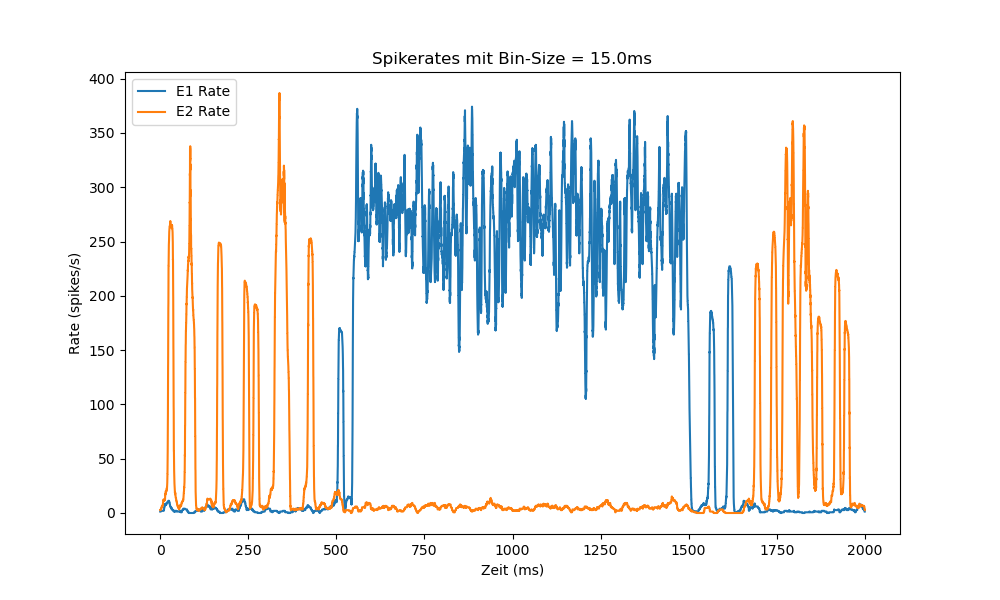 Spikerates mit Bin-Size = 15.0ms
E1 Rate
E2 Rate
Rate (spikes/s)
400
350
300
250
200
150
100
50
0
0 250 500 750 1000 1250 1500 1750 2000
Zeit (ms)